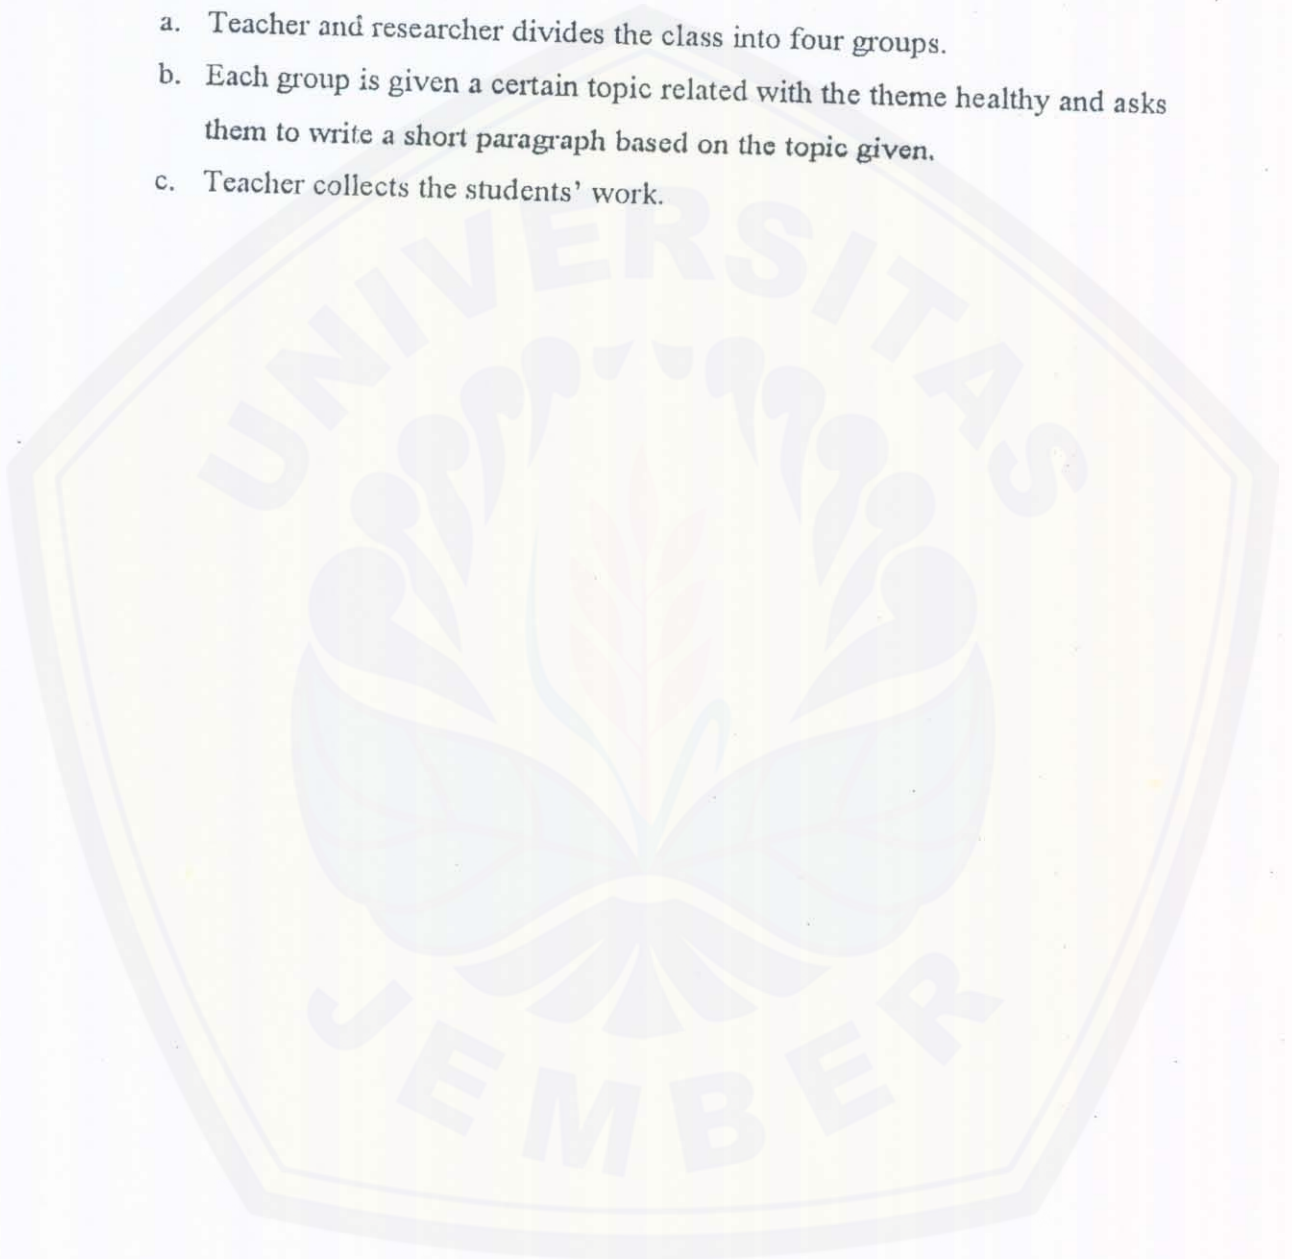 a. Teacher and researcher divides the class into four groups.
b. Each group is given a certain topic related with the theme healthy and asks
them to write a short paragraph based on the topic given.
c. Teacher collects the students’ work.
UNIVERSITAS
JEMBER